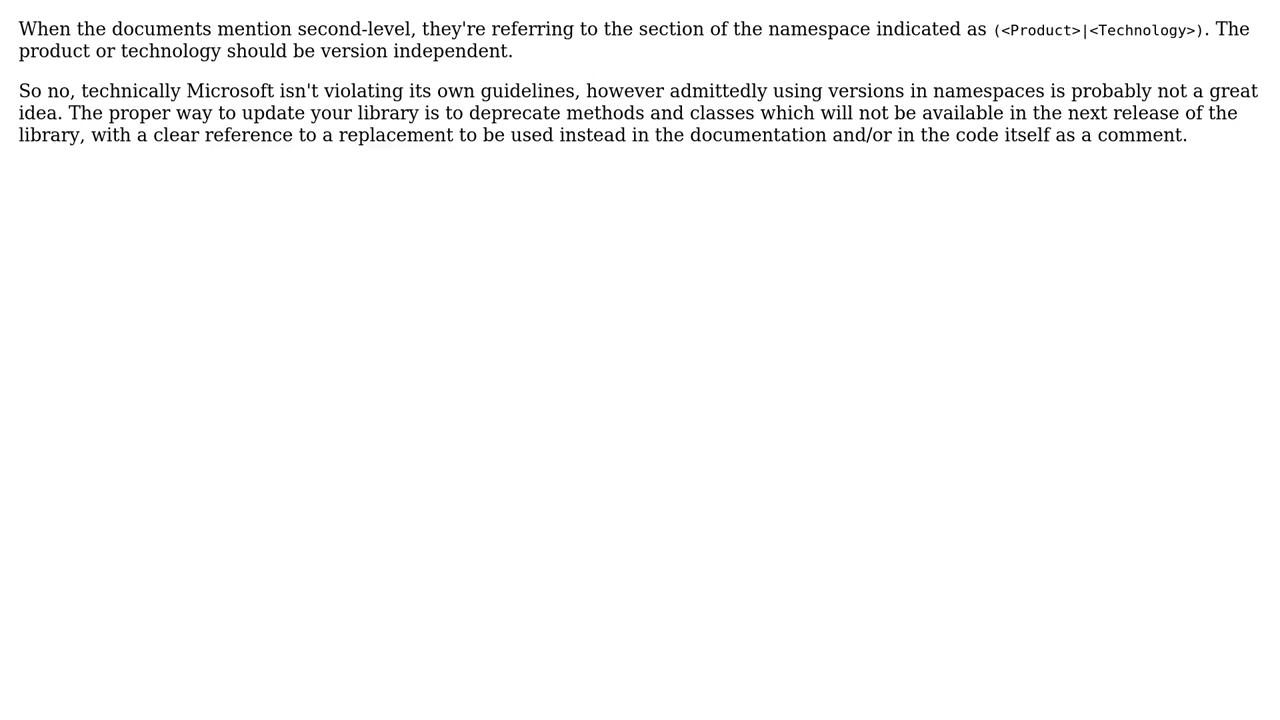 When the documents mention second-level, they're referring to the section of the namespace indicated as (<Product>|<Technology>). The
product or technology should be version independent.
So no, technically Microsoft isn't violating its own guidelines, however admittedly using versions in namespaces is probably not a great
idea. The proper way to update your library is to deprecate methods and classes which will not be available in the next release of the
library, with a clear reference to a replacement to be used instead in the documentation and/or in the code itself as a comment.